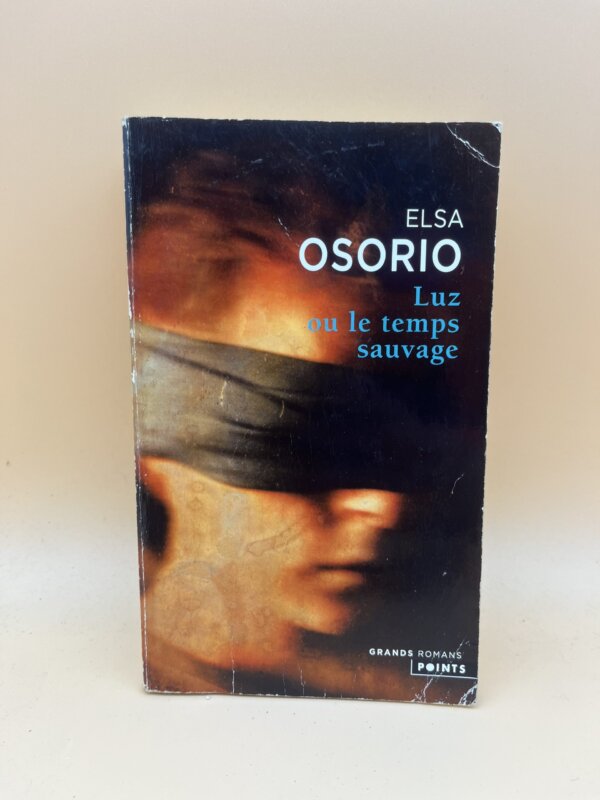 ELSA
OSORIO
Luz
ou le temps
sauvage
GRANDS ROMANS
POINTS